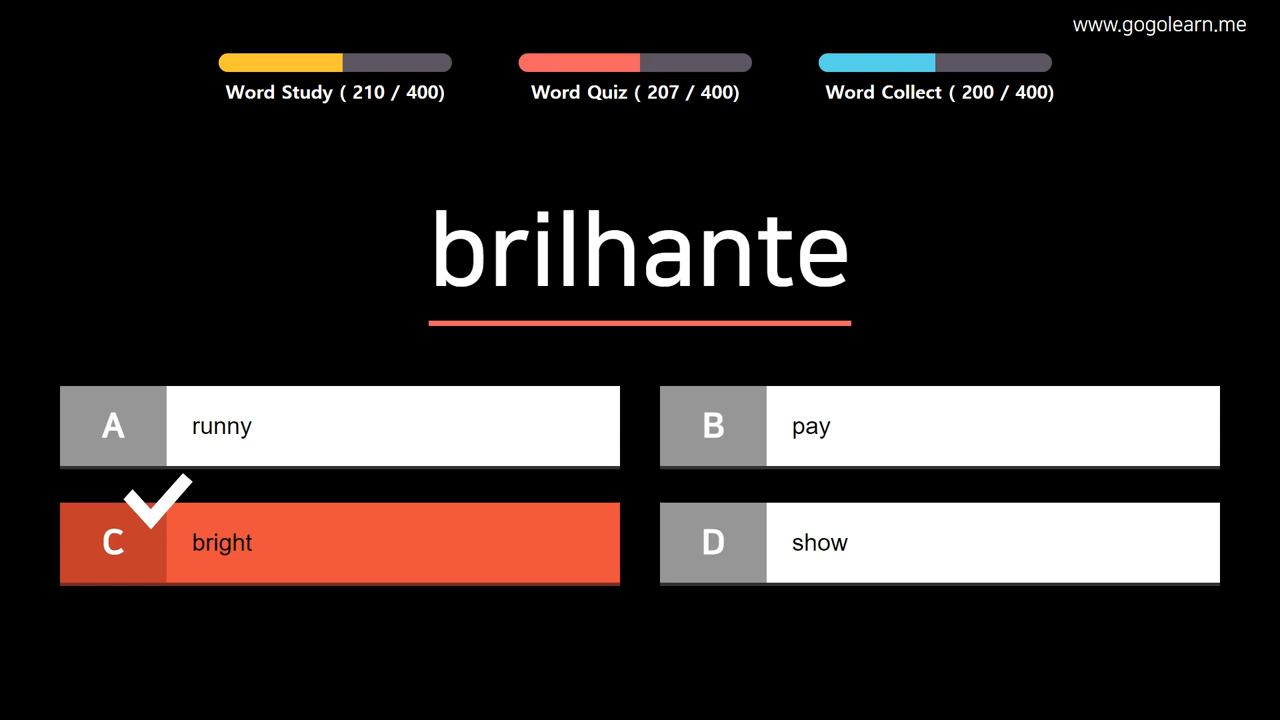 www.gogolearn.me
Word Study ( 210 / 400)
Word Quiz ( 207 / 400)
Word Collect ( 200 / 400)
brilhante
A runny
B pay
C bright
D show